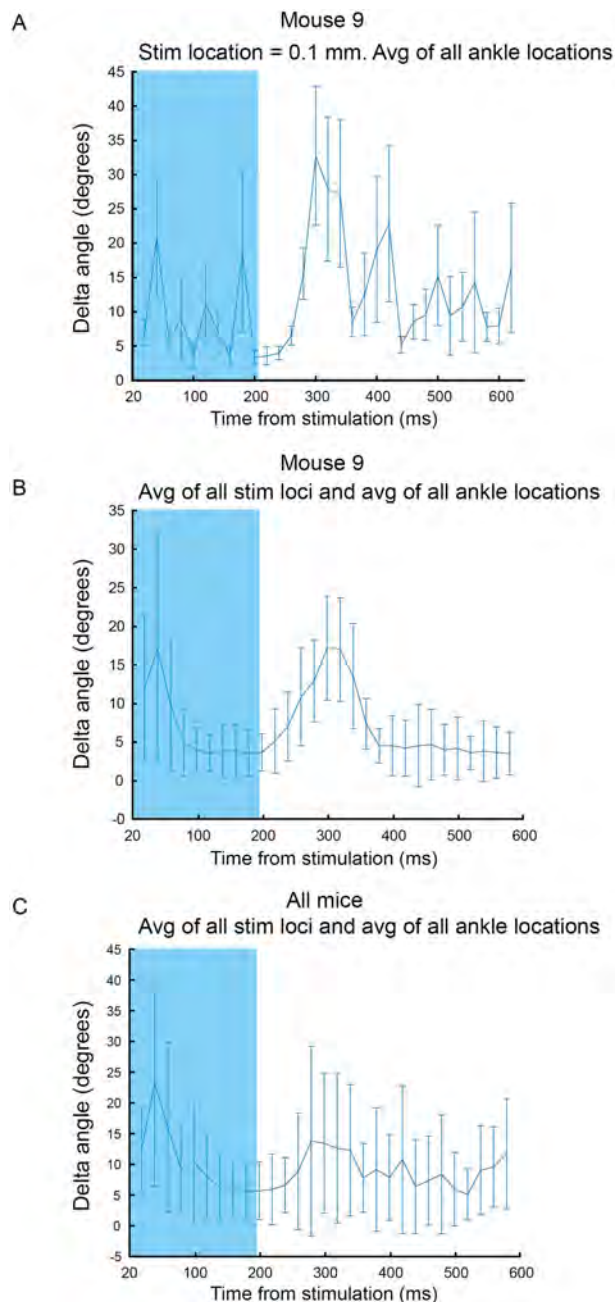 A
Mouse 9
Stim location = 0.1 mm. Avg of all ankle locations
Delta angle (degrees)
45
40
35
30
25
20
15
10
5
0
20 100 200 300 400 500 600
Time from stimulation (ms)
B
Mouse 9
Avg of all stim loci and avg of all ankle locations
Delta angle (degrees)
35
30
25
20
15
10
5
0
-0
20 100 200 300 400 500 600
Time from stimulation (ms)
C
All mice
Avg of all stim loci and avg of all ankle locations
Delta angle (degrees)
45
40
35
30
25
20
15
10
5
0
-5
20 100 200 300 400 500 600
Time from stimulation (ms)